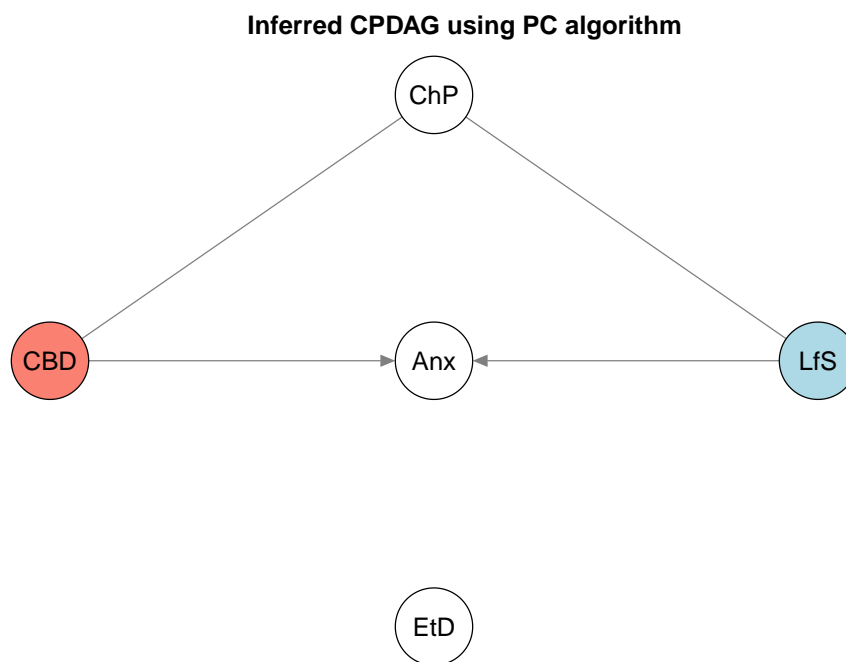 Inferred CPDAG using PC algorithm
ChP
CBD
Anx
LfS
EtD